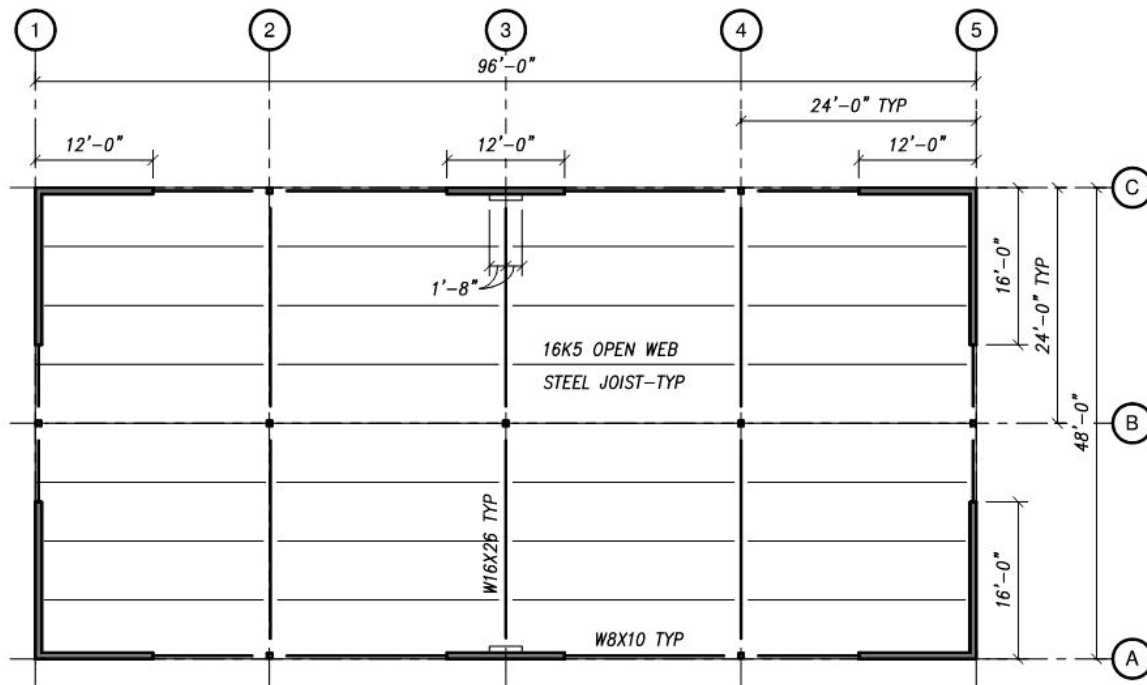 1 2 3 4 5
96'-0"
24'-0" TYP
12'-0" 12'-0" 12'-0"
C
16'-0"
24'-0" TYP
1'-8"
16K5 OPEN WEB
STEEL JOIST-TYP
B
48'-0"
W16X26 TYP
16'-0"
W8X10 TYP
A